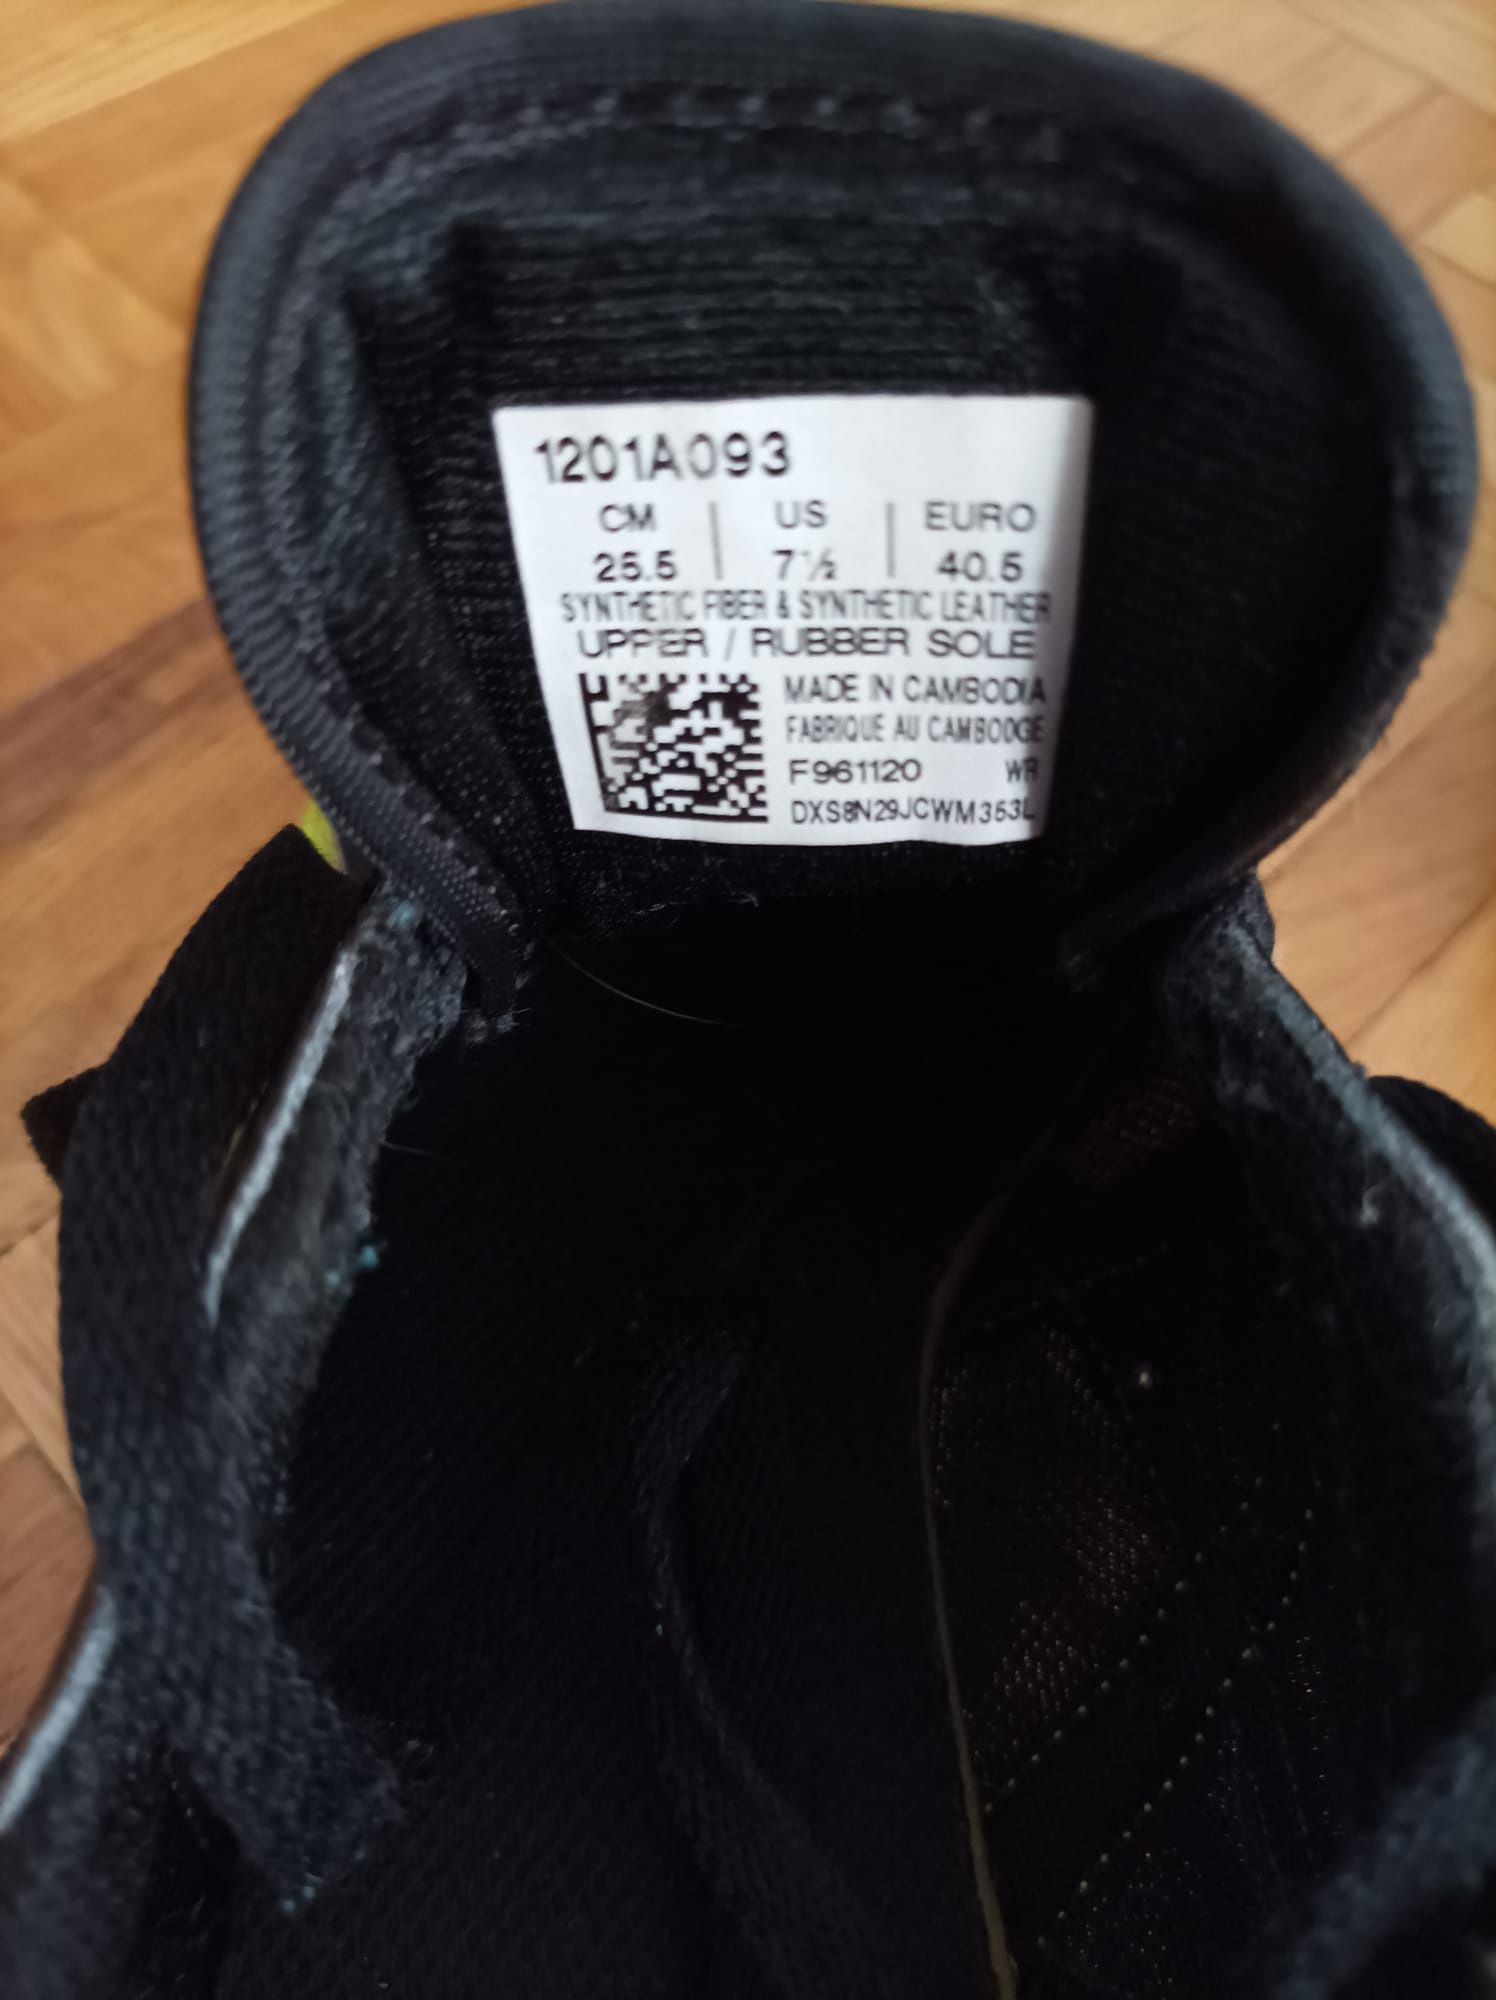 1201A093
CM | US | EURO
25.5 | 7½ | 40.5
SYNTHETIC FIBER & SYNTHETIC LEATHER
UPPER / RUBBER SOLE
MADE IN CAMBODIA
FABRIQUE AU CAMBODGE
F961120 WR
DXS8N29JCWM353L